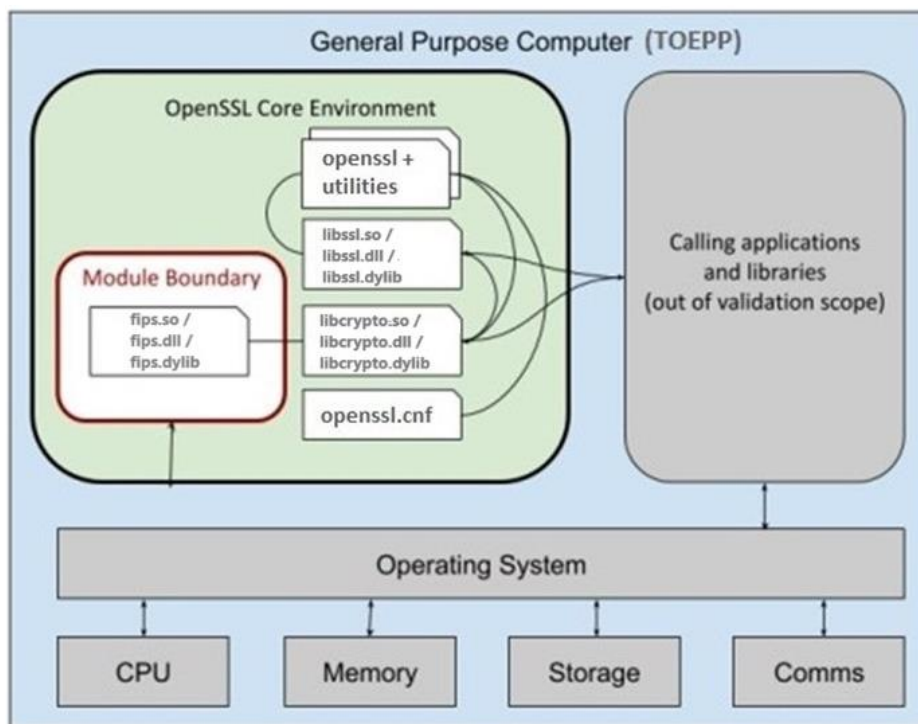 General Purpose Computer (TOEPP)
OpenSSL Core Environment
openssl +
utilities
libssl.so /
libssl.dll /
libssl.dylib
Module Boundary
fips.so /
fips.dll /
fips.dylib
libcrypto.so /
libcrypto.dll /
libcrypto.dylib
openssl.cnf
Calling applications
and libraries
(out of validation scope)
Operating System
CPU
Memory
Storage
Comms